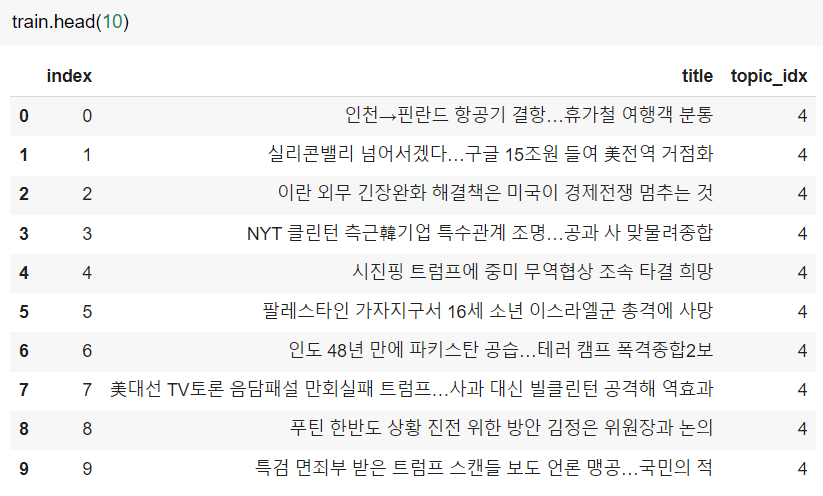 train.head(10)
index title topic_idx
0 0 인천→핀란드 항공기 결항…휴가철 여행객 분통 4
1 1 실리콘밸리 넘어서겠다…구글 15조원 들여 美전역 거점화 4
2 2 이란 외무 긴장완화 해결책은 미국이 경제전쟁 멈추는 것 4
3 3 NYT 클린턴 측근韓기업 특수관계 조명…공과 사 맞물려종합 4
4 4 시진핑 트럼프에 중미 무역협상 조속 타결 희망 4
5 5 팔레스타인 가자지구서 16세 소년 이스라엘군 총격에 사망 4
6 6 인도 48년 만에 파키스탄 공습…테러 캠프 폭격종합2보 4
7 7 美대선 TV토론 음담패설 만회실패 트럼프…사과 대신 빌클린턴 공격해 역효과 4
8 8 푸틴 한반도 상황 진전 위한 방안 김정은 위원장과 논의 4
9 9 특검 면죄부 받은 트럼프 스캔들 보도 언론 맹공…국민의 적 4